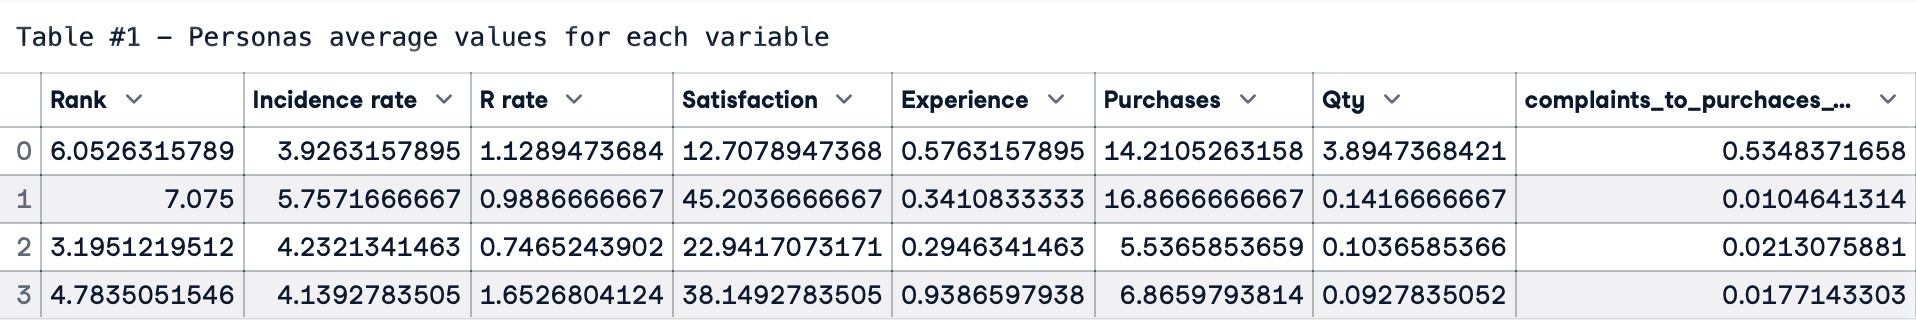 Table #1 – Personas average values for each variable
Rank Incidence rate R rate Satisfaction Experience Purchases Qty complaints_to_purchaces_...
0 6.0526315789 3.9263157895 1.1289473684 12.7078947368 0.5763157895 14.2105263158 3.8947368421 0.5348371658
1 7.075 5.7571666667 0.9886666667 45.2036666667 0.3410833333 16.8666666667 0.1416666667 0.0104641314
2 3.1951219512 4.2321341463 0.7465243902 22.9417073171 0.2946341463 5.5365853659 0.1036585366 0.0213075881
3 4.7835051546 4.1392783505 1.6526804124 38.1492783505 0.9386597938 6.8659793814 0.0927835052 0.0177143303